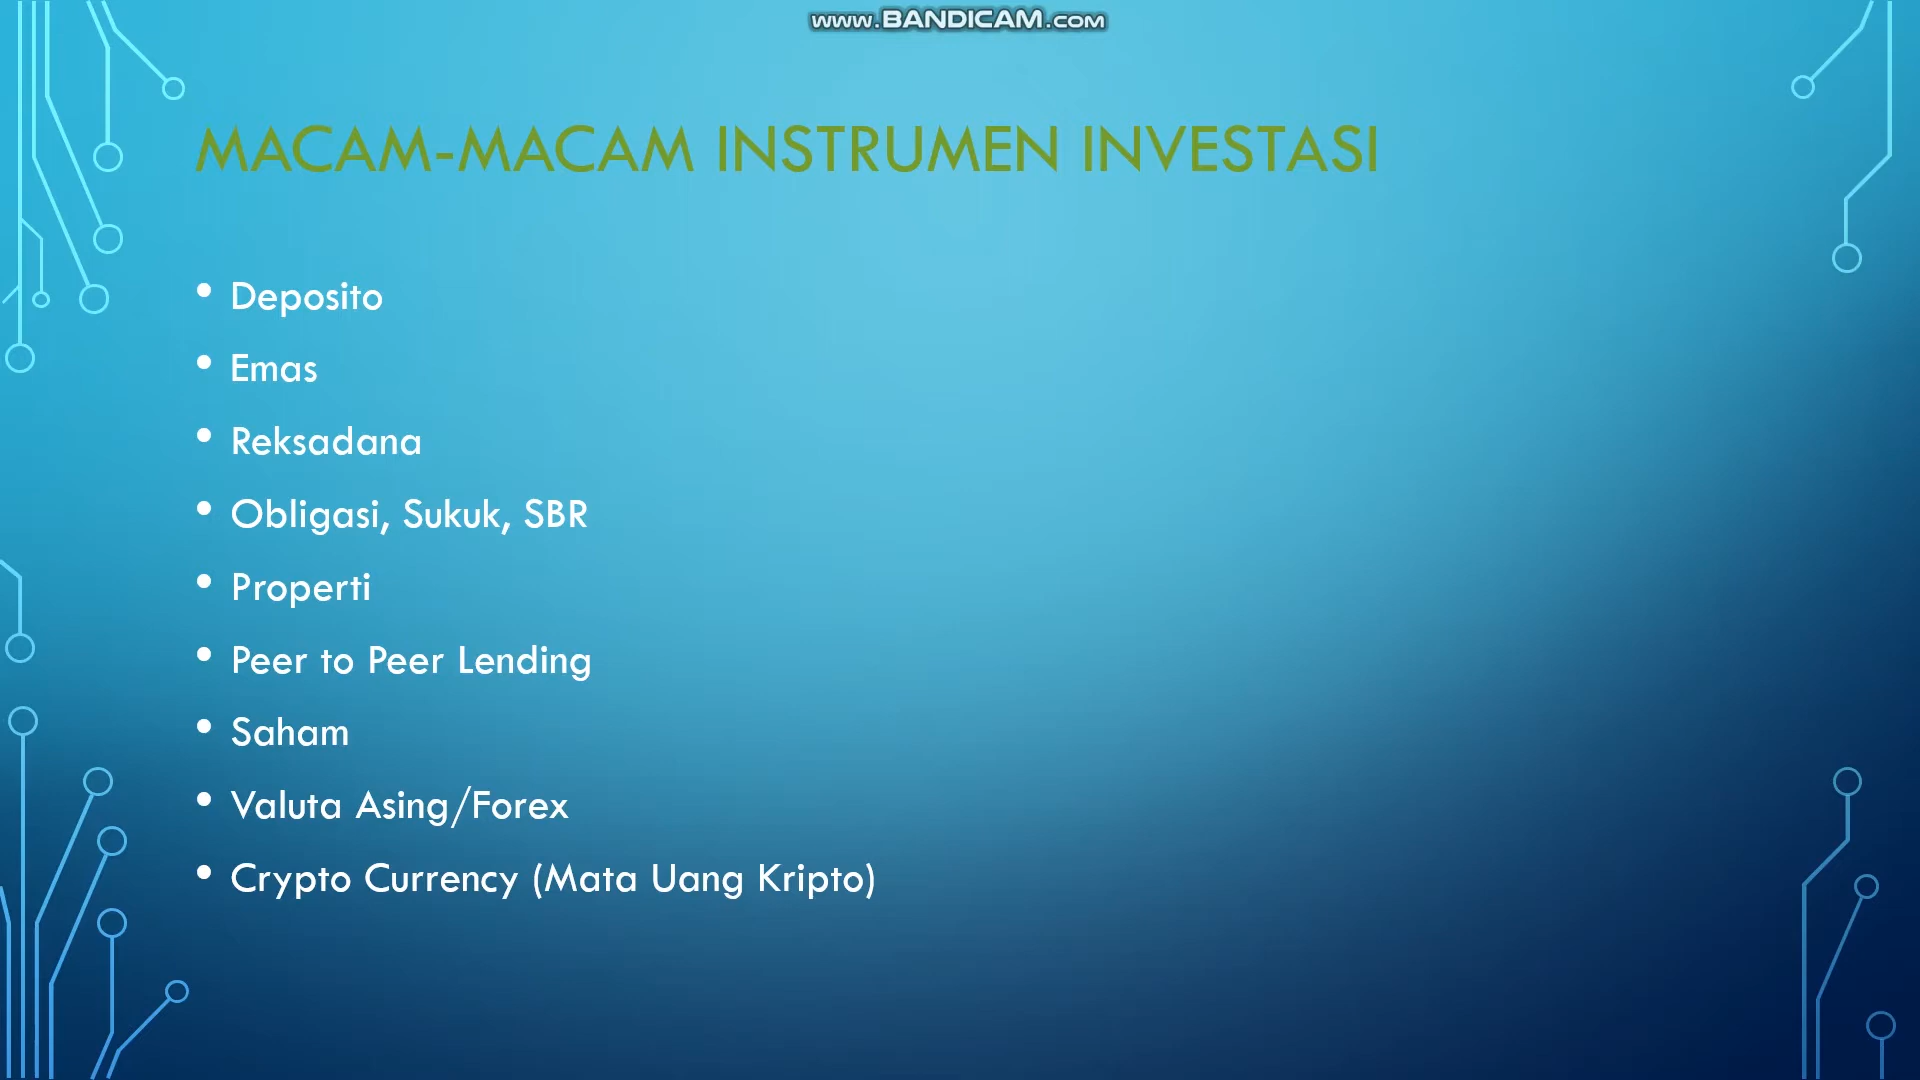 www.BANDICAM.com
MACAM-MACAM INSTRUMEN INVESTASI
• Deposito
• Emas
• Reksadana
• Obligasi, Sukuk, SBR
• Properti
• Peer to Peer Lending
• Saham
• Valuta Asing/Forex
• Crypto Currency (Mata Uang Kripto)